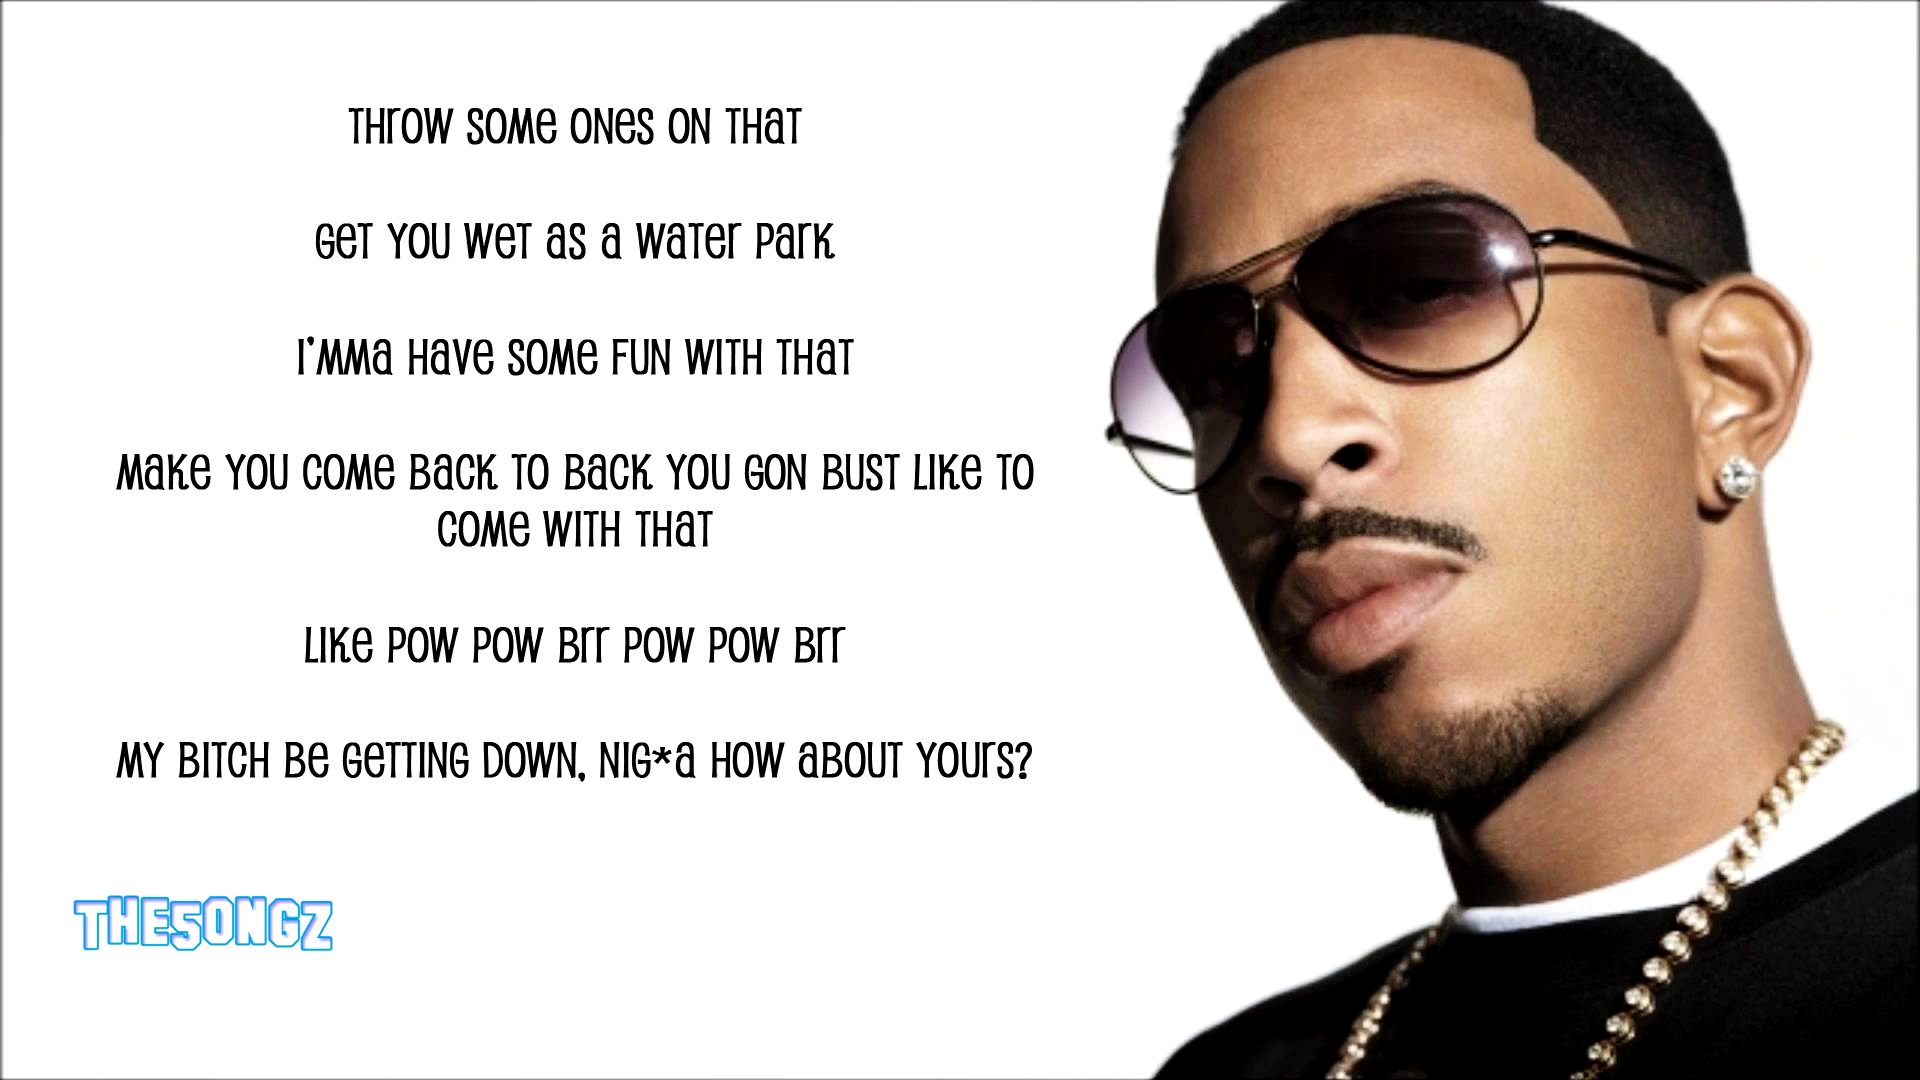 THROW SOME ONES ON THAT
GET YOU WET AS A WATER PARK
I'MMA HAVE SOME FUN WITH THAT
MAKE YOU COME BACK TO BACK YOU GON BUST LIKE TO
COME WITH THAT
LIKE POW POW BRR POW POW BRR
MY BITCH BE GETTING DOWN, NIG*A HOW ABOUT YOURS?
THE5ONGZ